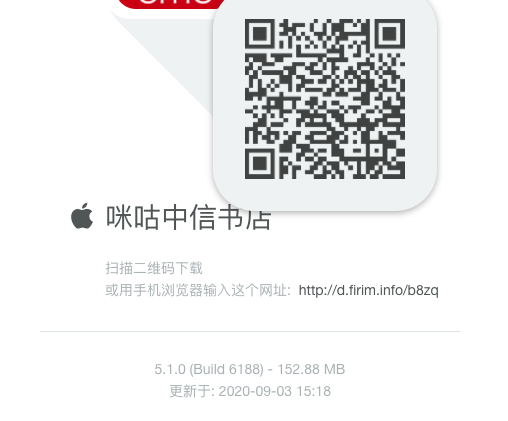 咪咕中信书店
扫描二维码下载
或用手机浏览器输入这个网址: http://d.firim.info/b8zq
5.1.0 (Build 6188) - 152.88 MB
更新于: 2020-09-03 15:18